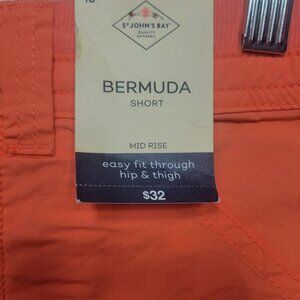 ST JOHN'S BAY
QUALITY
APPAREL
BERMUDA
SHORT
MID RISE
easy fit through
hip & thigh
$32